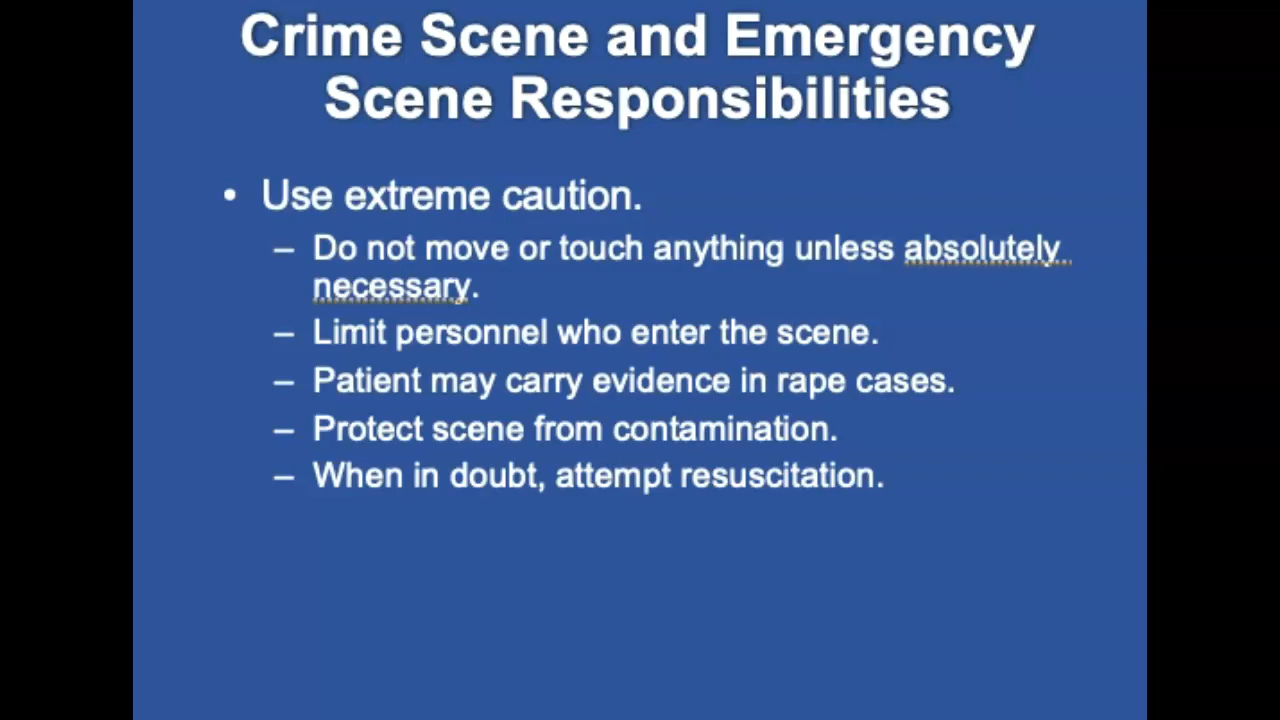 Crime Scene and Emergency
Scene Responsibilities
• Use extreme caution.
– Do not move or touch anything unless absolutely
necessary.
– Limit personnel who enter the scene.
– Patient may carry evidence in rape cases.
– Protect scene from contamination.
– When in doubt, attempt resuscitation.